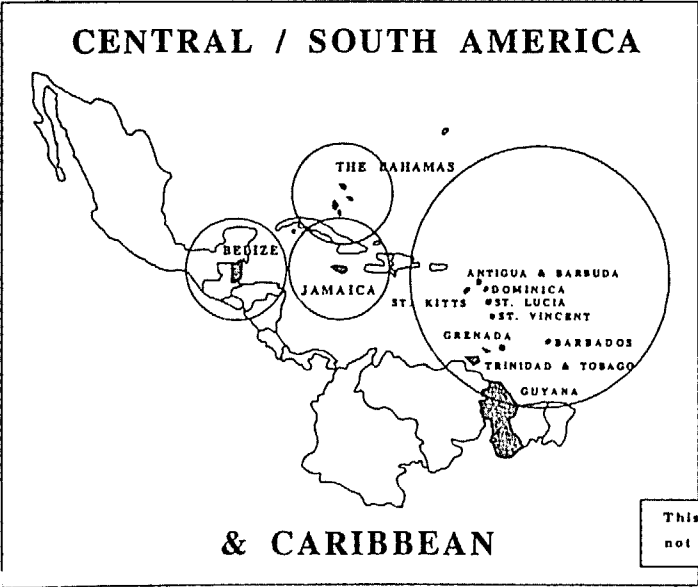 CENTRAL / SOUTH AMERICA
THE BAHAMAS
BELIZE
JAMAICA
ANTIGUA & BARBUDA
DOMINICA
ST. KITTS
ST. LUCIA
ST. VINCENT
GRENADA
BARBADOS
TRINIDAD & TOBAGO
GUYANA
& CARIBBEAN
This
not